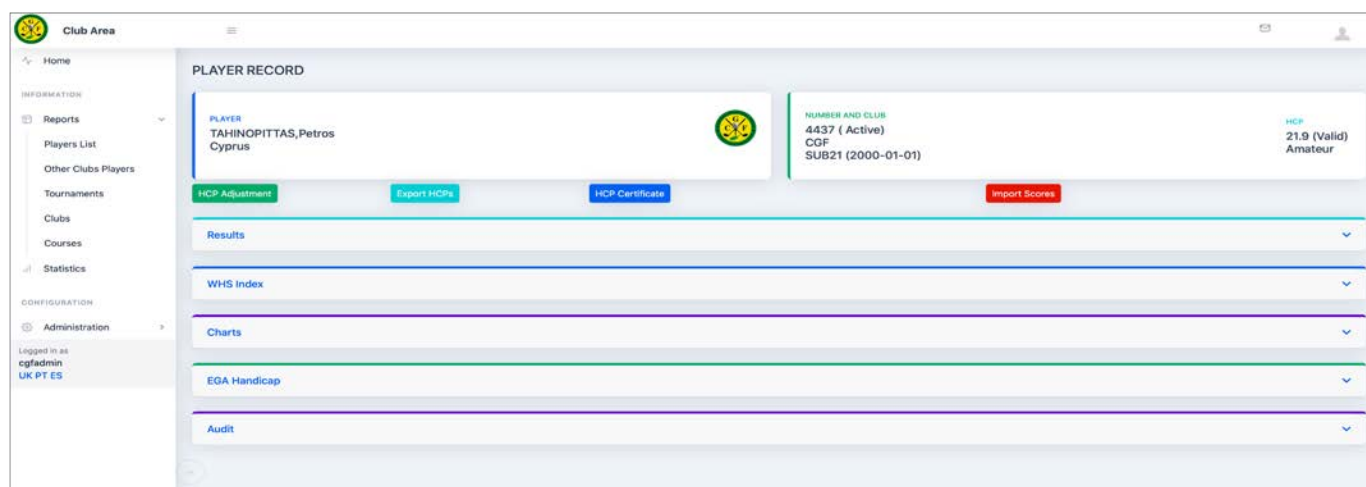 Club Area
Home
INFORMATION
Reports
Players List
Other Clubs Players
Tournaments
Clubs
Courses
Statistics
CONFIGURATION
Administration
Logged in as
cgfadmin
UK PT ES
PLAYER RECORD
PLAYER
TAHINOPITTAS,Petros
Cyprus
NUMBER AND CLUB
4437 ( Active)
CGF
SUB21 (2000-01-01)
HCP
21.9 (Valid)
Amateur
HCP Adjustment
Export HCPs
HCP Certificate
Import Scores
Results
WHS Index
Charts
EGA Handicap
Audit